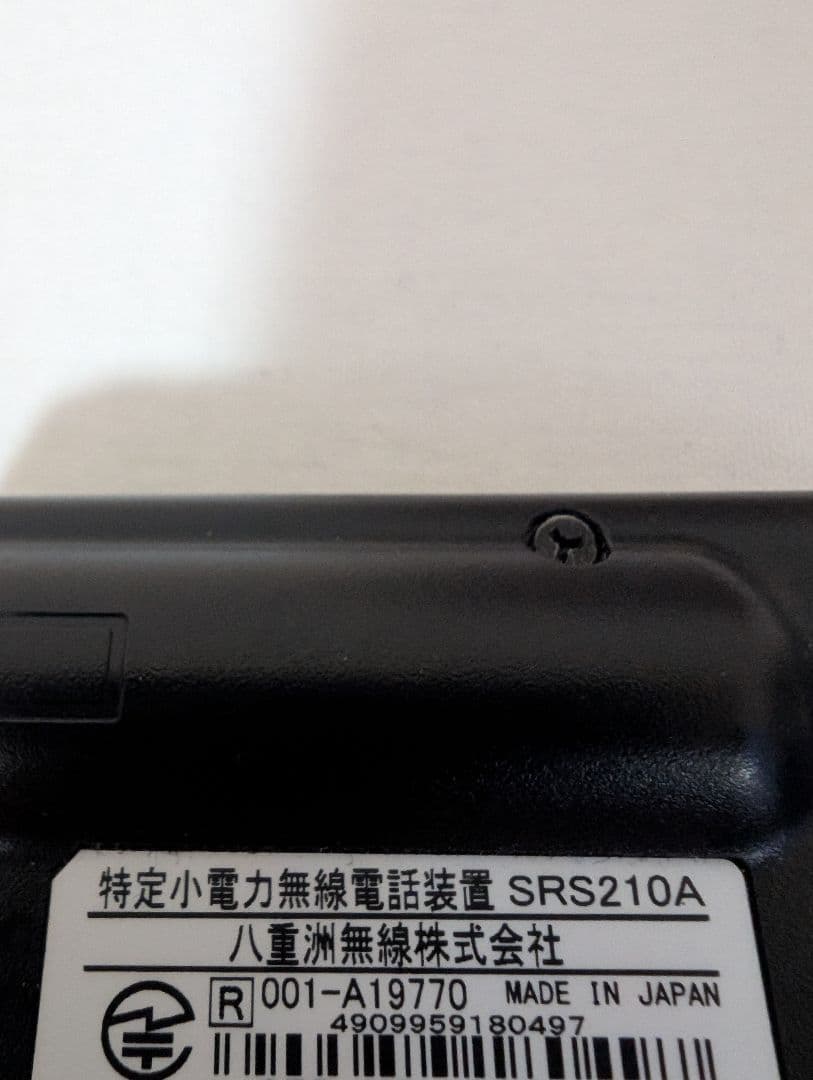 特定小電力無線電話装置 SRS210A
八重洲無線株式会社
R 001-A19770 MADE IN JAPAN
4909959180497